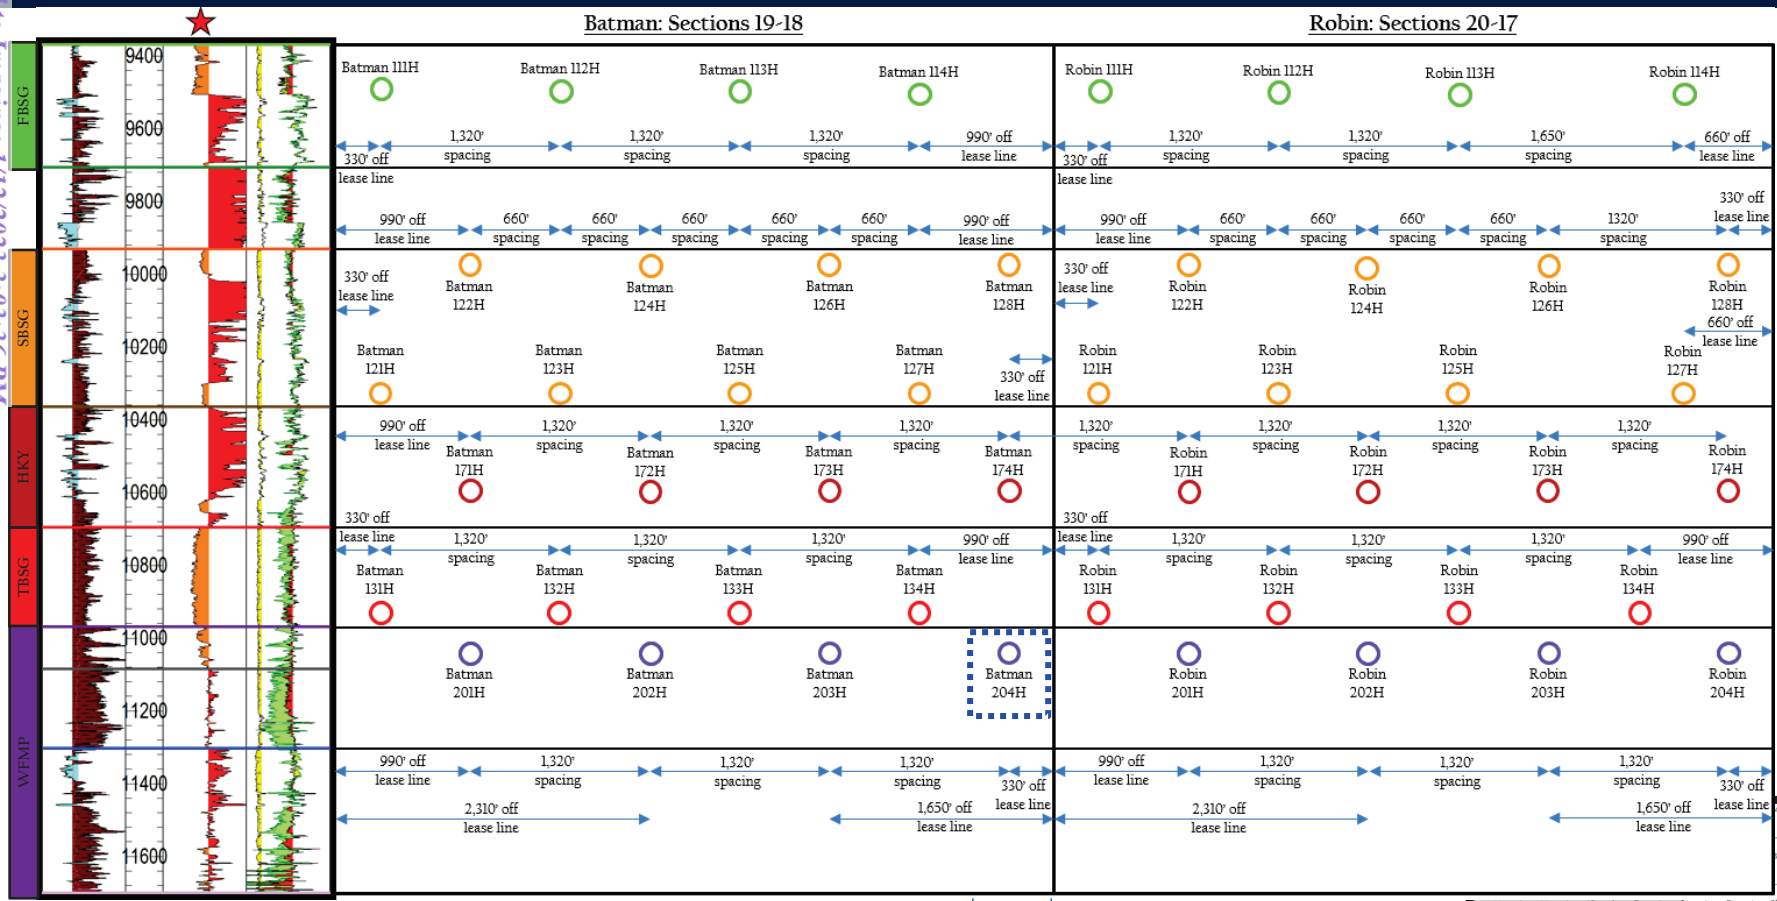 Batman: Sections 19-18
Robin: Sections 20-17
FBSG
SBSG
HKY
TBSG
WFMP
9400
9600
9800
10000
10200
10400
10600
10800
11000
11200
11400
11600
Batman 111H
Batman 112H
Batman 113H
Batman 114H
Robin 111H
Robin 112H
Robin 113H
Robin 114H
330' off
lease line
1,320'
spacing
1,320'
spacing
1,320'
spacing
990' off
lease line
330' off
lease line
1,320'
spacing
1,320'
spacing
1,650'
spacing
660' off
lease line
990' off
lease line
660'
spacing
660'
spacing
660'
spacing
660'
spacing
660'
spacing
990' off
lease line
990' off
lease line
660'
spacing
660'
spacing
660'
spacing
660'
spacing
1320'
spacing
330' off
lease line
330' off
lease line
Batman
122H
Batman
124H
Batman
126H
Batman
128H
330' off
lease line
Robin
122H
Robin
124H
Robin
126H
Robin
128H
660' off
lease line
Batman
121H
Batman
123H
Batman
125H
Batman
127H
330' off
lease line
Robin
121H
Robin
123H
Robin
125H
Robin
127H
990' off
lease line
1,320'
spacing
1,320'
spacing
1,320'
spacing
1,320'
spacing
1,320'
spacing
1,320'
spacing
1,320'
spacing
Batman
171H
Batman
172H
Batman
173H
Batman
174H
Robin
171H
Robin
172H
Robin
173H
Robin
174H
330' off
lease line
1,320'
spacing
1,320'
spacing
1,320'
spacing
990' off
lease line
330' off
lease line
1,320'
spacing
1,320'
spacing
1,320'
spacing
990' off
lease line
Batman
131H
Batman
132H
Batman
133H
Batman
134H
Robin
131H
Robin
132H
Robin
133H
Robin
134H
Batman
201H
Batman
202H
Batman
203H
Batman
204H
Robin
201H
Robin
202H
Robin
203H
Robin
204H
990' off
lease line
1,320'
spacing
1,320'
spacing
1,320'
spacing
330' off
lease line
990' off
lease line
1,320'
spacing
1,320'
spacing
1,320'
spacing
330' off
lease line
2,310' off
lease line
1,650' off
lease line
2,310' off
lease line
1,650' off
lease line